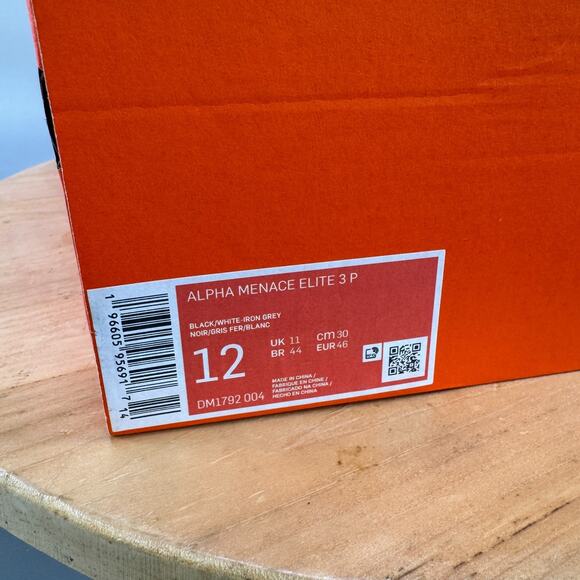 ALPHA MENACE ELITE 3 P
BLACK/WHITE-IRON GREY
NOIR/GRIS FER/BLANC
12
UK 11
cm 30
BR 44
EUR 46
MADE IN CHINA /
FABRIQUE EN CHINE /
FABRICADO NA CHINA /
HECHO EN CHINA
DM1792 004
1 96605 95691 7 14